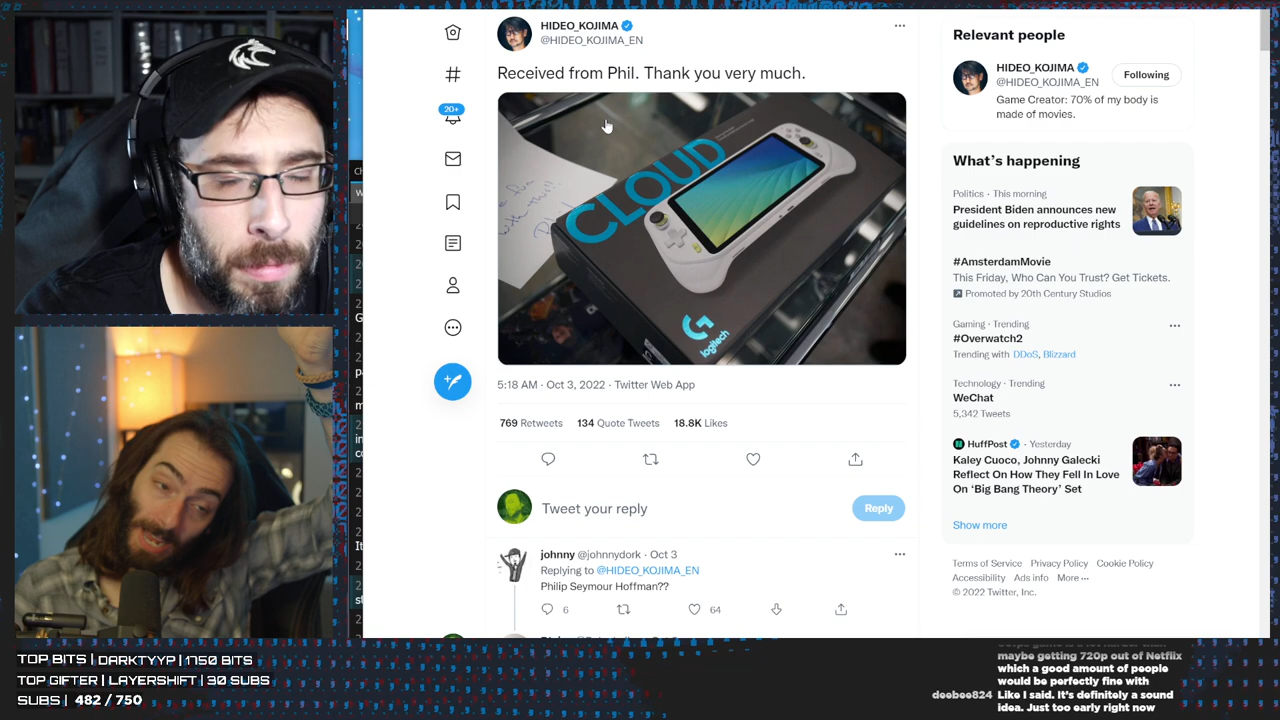 HIDEO_KOJIMA
@HIDEO_KOJIMA_EN
Received from Phil. Thank you very much.
CLOUD
logitech
5:18 AM · Oct 3, 2022 · Twitter Web App
769 Retweets 134 Quote Tweets 18.8K Likes
Tweet your reply
Reply
johnny @johnnydork · Oct 3
Replying to @HIDEO_KOJIMA_EN
Philip Seymour Hoffman??
6
64
20+
Relevant people
HIDEO_KOJIMA
@HIDEO_KOJIMA_EN
Following
Game Creator: 70% of my body is
made of movies.
What's happening
Politics · This morning
President Biden announces new
guidelines on reproductive rights
#AmsterdamMovie
This Friday, Who Can You Trust? Get Tickets.
Promoted by 20th Century Studios
Gaming · Trending
#Overwatch2
Trending with DDoS, Blizzard
Technology · Trending
WeChat
5,342 Tweets
HuffPost · Yesterday
Kaley Cuoco, Johnny Galecki
Reflect On How They Fell In Love
On 'Big Bang Theory' Set
Show more
Terms of Service Privacy Policy Cookie Policy
Accessibility Ads info More
© 2022 Twitter, Inc.
TOP BITS | DARKTYYP | 1750 BITS
TOP GIFTER | LAYERSHIFT | 30 SUBS
SUBS | 482 / 750
maybe getting 720p out of Netflix
which a good amount of people
would be perfectly fine with
deebee824 Like I said. It's definitely a sound
idea. Just too early right now